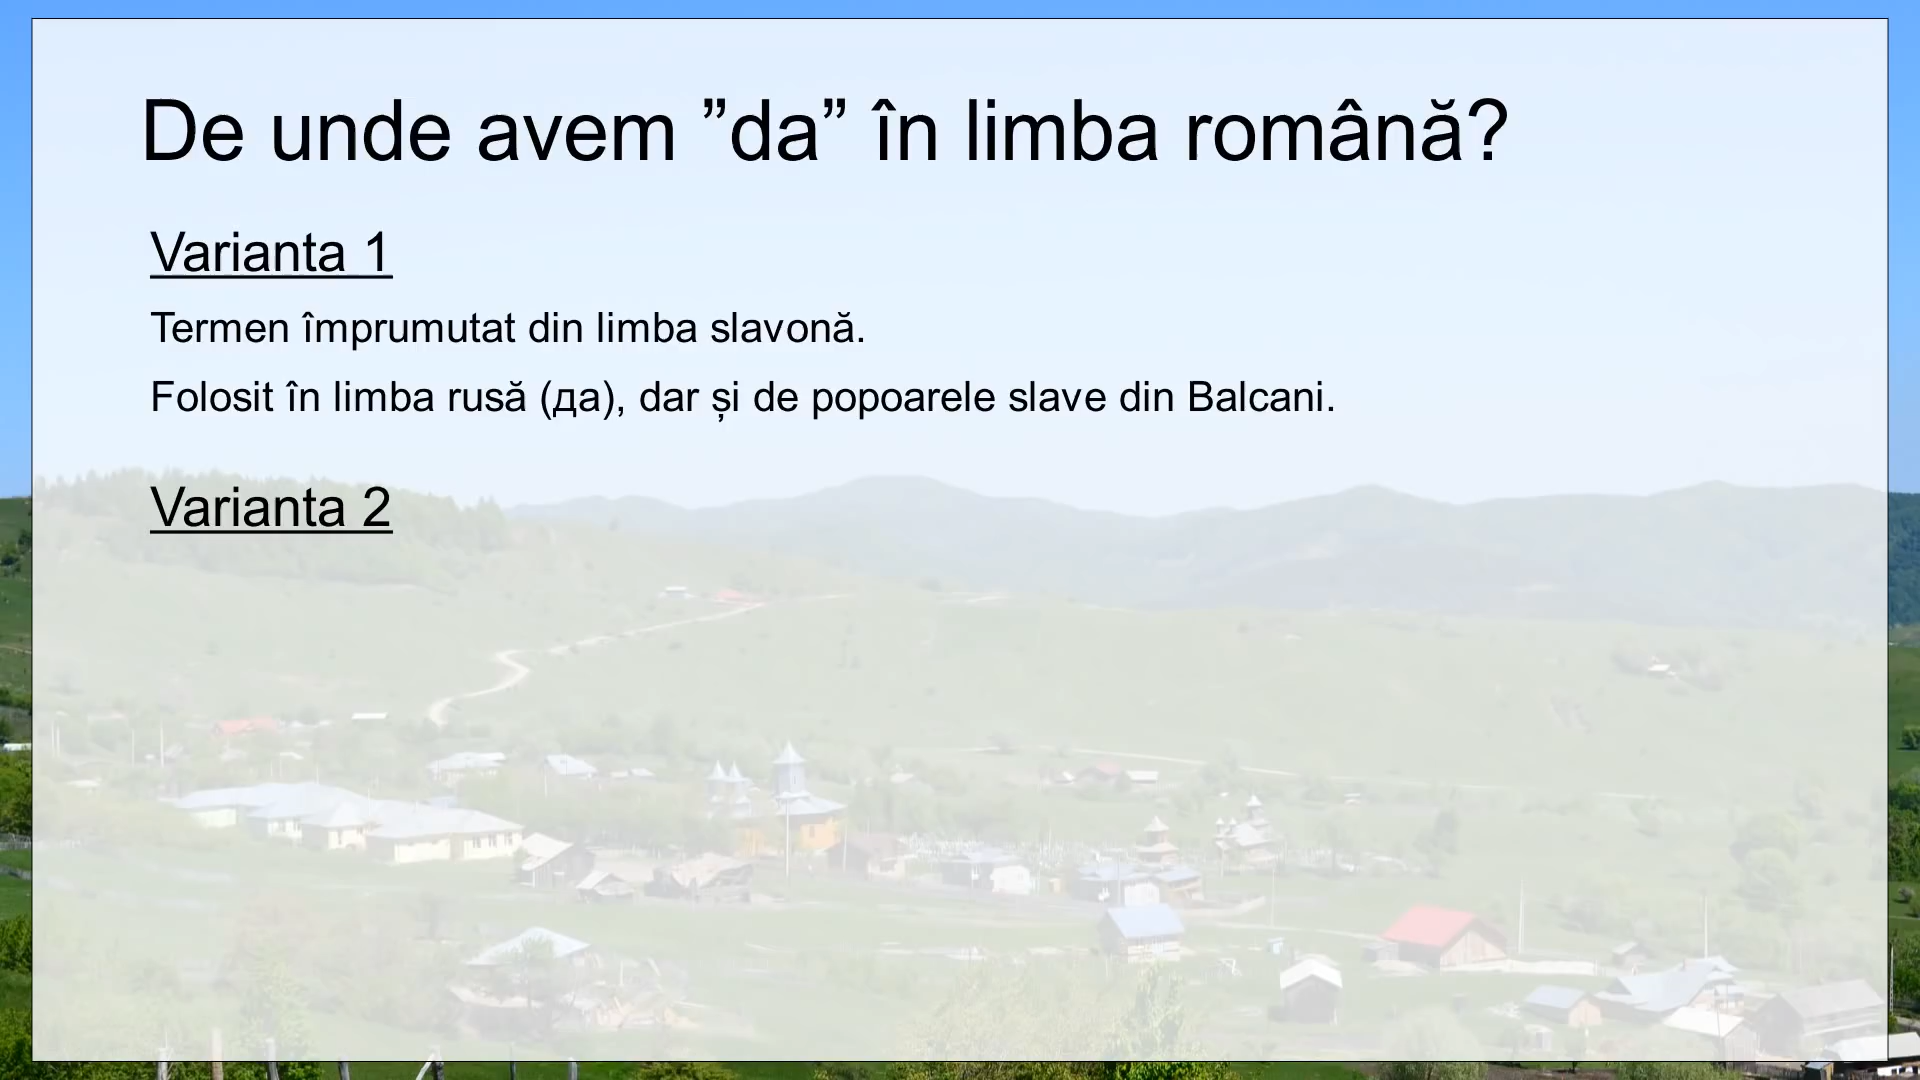 De unde avem ”da” în limba română?
Varianta 1
Termen împrumutat din limba slavonă.
Folosit în limba rusă (да), dar și de popoarele slave din Balcani.
Varianta 2